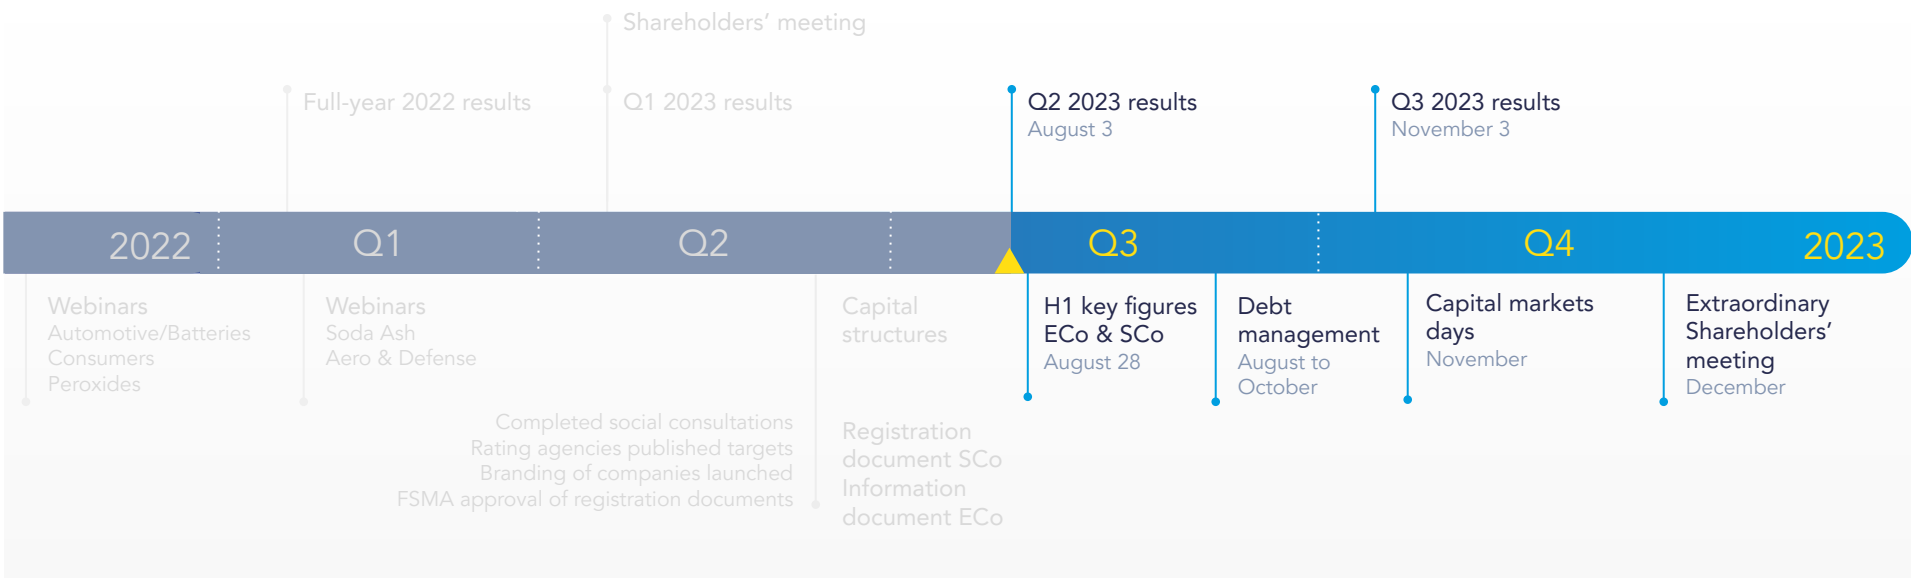 Shareholders’ meeting
Full-year 2022 results
Q1 2023 results
Q2 2023 results
August 3
Q3 2023 results
November 3
2022
Q1
Q2
Q3
Q4
2023
Webinars
Automotive/Batteries
Consumers
Peroxides
Webinars
Soda Ash
Aero & Defense
Completed social consultations
Rating agencies published targets
Branding of companies launched
FSMA approval of registration documents
Capital
structures
Registration
document SCo
Information
document ECo
H1 key figures
ECo & SCo
August 28
Debt
management
August to
October
Capital markets
days
November
Extraordinary
Shareholders’
meeting
December